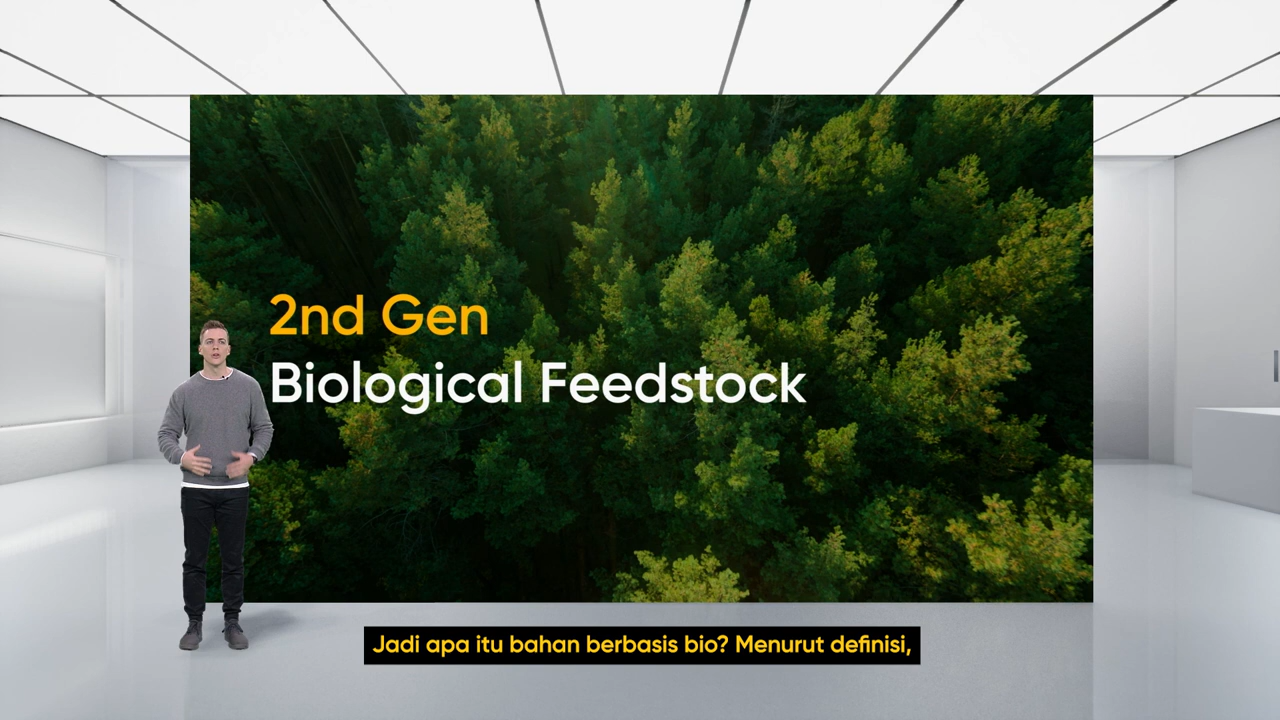 2nd Gen
Biological Feedstock
Jadi apa itu bahan berbasis bio? Menurut definisi,